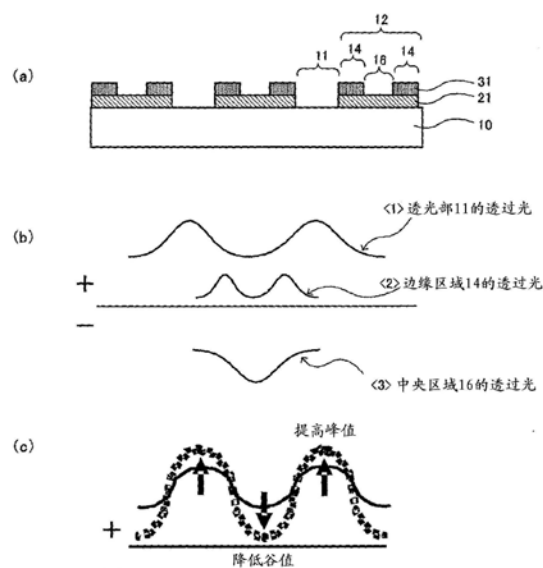 12
14 16 14
11
(a)
31
21
10
<1>透光部11的透过光
(b)
+
<2>边缘区域14的透过光
−
<3>中央区域16的透过光
(c)
提高峰值
+
降低谷值